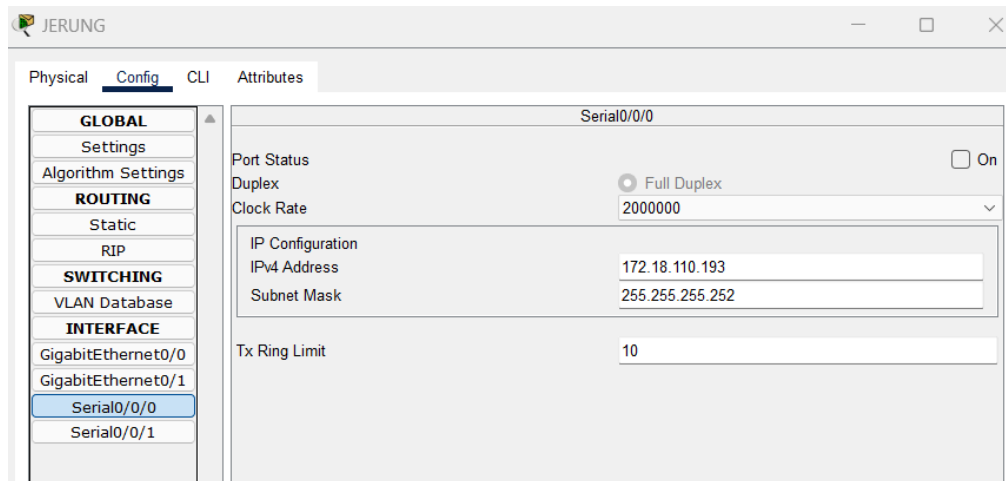 JERUNG
Physical Config CLI Attributes
GLOBAL
Settings
Algorithm Settings
ROUTING
Static
RIP
SWITCHING
VLAN Database
INTERFACE
GigabitEthernet0/0
GigabitEthernet0/1
Serial0/0/0
Serial0/0/1
Serial0/0/0
Port Status On
Duplex Full Duplex
Clock Rate 2000000
IP Configuration
IPv4 Address 172.18.110.193
Subnet Mask 255.255.255.252
Tx Ring Limit 10